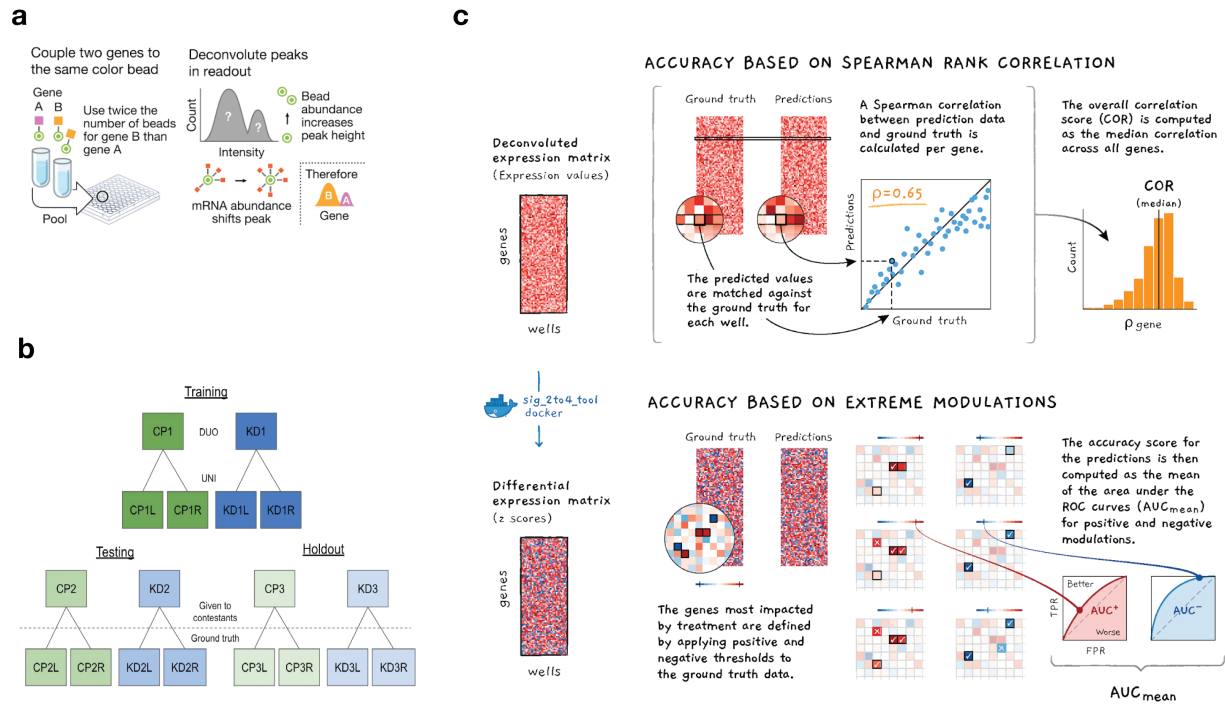 a
Couple two genes to
the same color bead
Gene
A B
Use twice the
number of beads
for gene B than
gene A
Pool
Deconvolute peaks
in readout
Count
? ?
Intensity
Bead
abundance
increases
peak height
mRNA abundance
shifts peak
Therefore
B A
Gene
b
Training
CP1 DUO KD1
UNI
CP1L CP1R KD1L KD1R
Testing Holdout
CP2 KD2 CP3 KD3
Given to
contestants
Ground truth
CP2L CP2R KD2L KD2R CP3L CP3R KD3L KD3R
c
ACCURACY BASED ON SPEARMAN RANK CORRELATION
Deconvoluted
expression matrix
(Expression values)
genes
wells
Ground truth Predictions
The predicted values
are matched against
the ground truth for
each well.
A Spearman correlation
between prediction data
and ground truth is
calculated per gene.
ρ=0.65
Predictions
Ground truth
The overall correlation
score (COR) is computed
as the median correlation
across all genes.
COR
(median)
Count
ρ gene
sig_2to4_tool
docker
ACCURACY BASED ON EXTREME MODULATIONS
Differential
expression matrix
(z scores)
genes
wells
Ground truth Predictions
The genes most impacted
by treatment are defined
by applying positive and
negative thresholds to
the ground truth data.
The accuracy score for
the predictions is then
computed as the mean
of the area under the
ROC curves (AUCmean)
for positive and negative
modulations.
Better
TPR
AUC⁺
Worse
FPR
AUC⁻
AUCmean